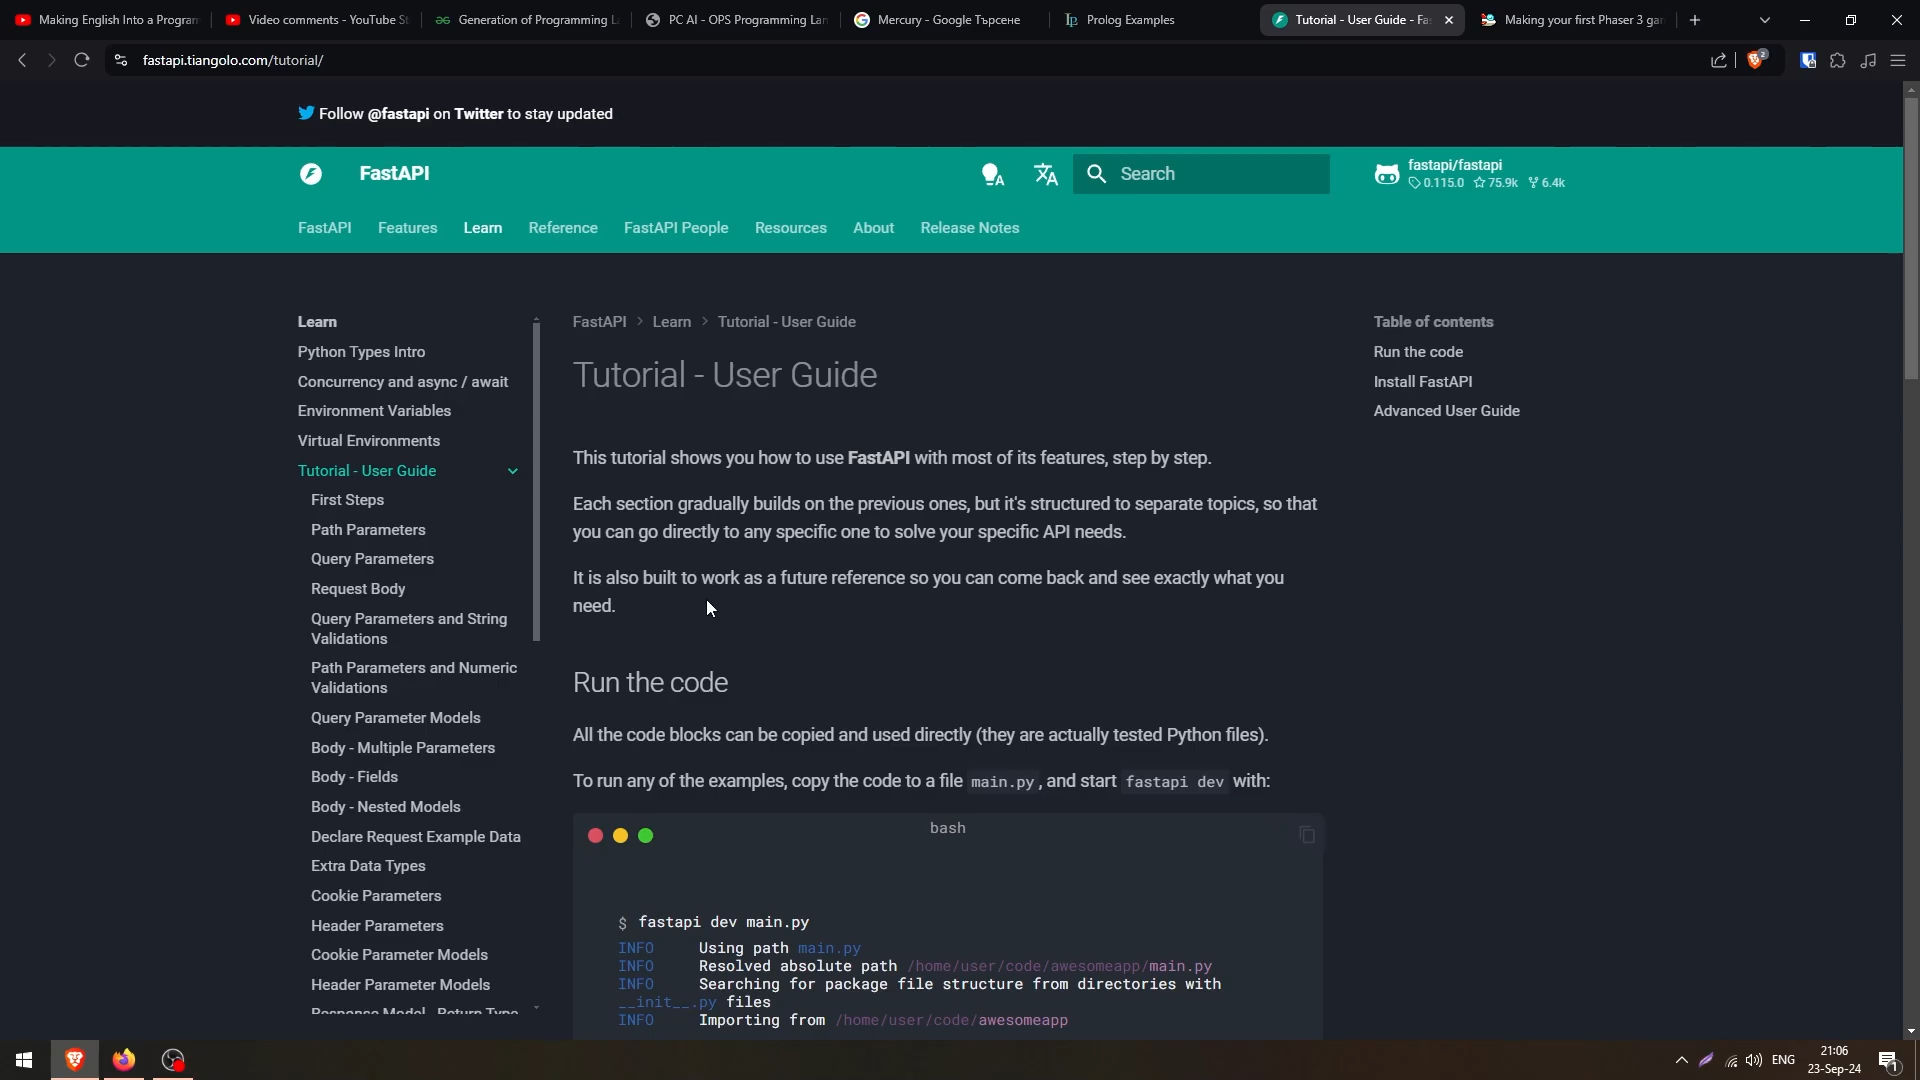 Making English Into a Program
Video comments - YouTube St
Generation of Programming L
PC AI - OPS Programming Lan
Mercury - Google Търсене
Prolog Examples
Tutorial - User Guide - Fa
Making your first Phaser 3 gam
fastapi.tiangolo.com/tutorial/
2
Follow @fastapi on Twitter to stay updated
FastAPI
Search
fastapi/fastapi
0.115.0 75.9k 6.4k
FastAPI Features Learn Reference FastAPI People Resources About Release Notes
Learn
Python Types Intro
Concurrency and async / await
Environment Variables
Virtual Environments
Tutorial - User Guide
First Steps
Path Parameters
Query Parameters
Request Body
Query Parameters and String
Validations
Path Parameters and Numeric
Validations
Query Parameter Models
Body - Multiple Parameters
Body - Fields
Body - Nested Models
Declare Request Example Data
Extra Data Types
Cookie Parameters
Header Parameters
Cookie Parameter Models
Header Parameter Models
Response Model - Return Type
FastAPI > Learn > Tutorial - User Guide
Tutorial - User Guide
This tutorial shows you how to use FastAPI with most of its features, step by step.
Each section gradually builds on the previous ones, but it's structured to separate topics, so that
you can go directly to any specific one to solve your specific API needs.
It is also built to work as a future reference so you can come back and see exactly what you
need.
Run the code
All the code blocks can be copied and used directly (they are actually tested Python files).
To run any of the examples, copy the code to a file main.py, and start fastapi dev with:
bash
$ fastapi dev main.py
INFO Using path main.py
INFO Resolved absolute path /home/user/code/awesomeapp/main.py
INFO Searching for package file structure from directories with
__init__.py files
INFO Importing from /home/user/code/awesomeapp
Table of contents
Run the code
Install FastAPI
Advanced User Guide
ENG
21:06
23-Sep-24
1